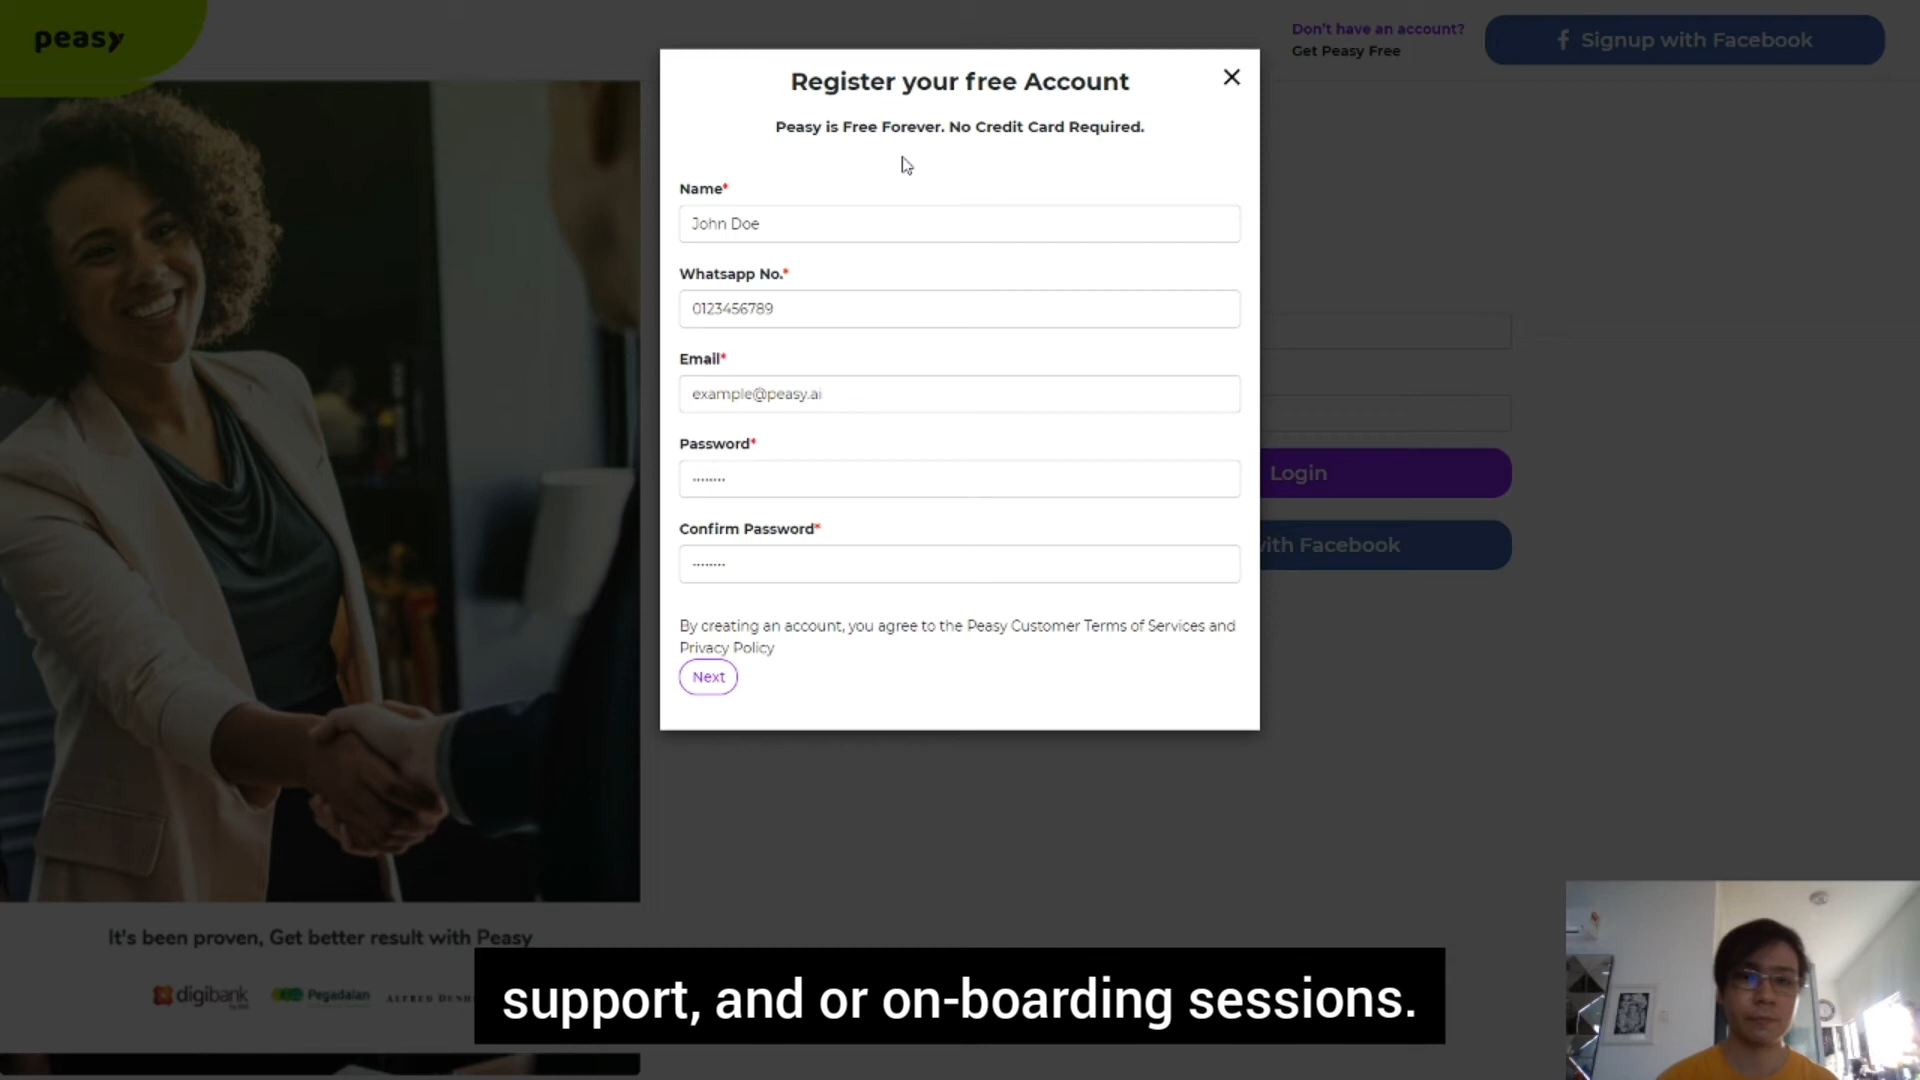 peasy
Don't have an account?
Get Peasy Free
Signup with Facebook
Register your free Account
Peasy is Free Forever. No Credit Card Required.
Name*
John Doe
Whatsapp No.*
0123456789
Email*
example@peasy.ai
Password*
........
Confirm Password*
........
By creating an account, you agree to the Peasy Customer Terms of Services and
Privacy Policy
Next
Login
with Facebook
It's been proven, Get better result with Peasy
digibank
Pegadaian
support, and or on-boarding sessions.